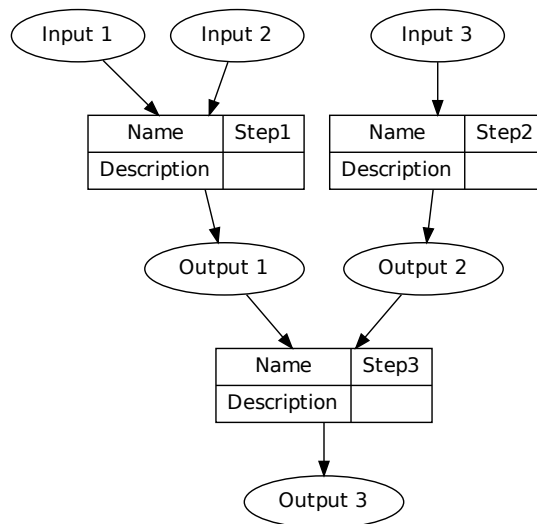 Input 1
Input 2
Input 3
Name Step1
Description
Name Step2
Description
Output 1
Output 2
Name Step3
Description
Output 3